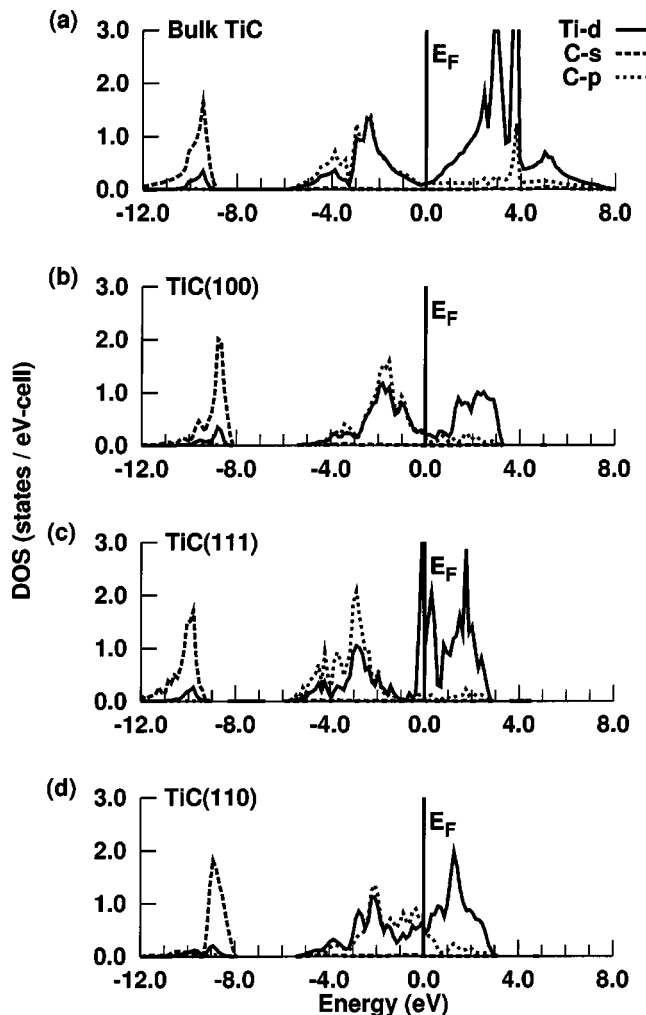 (a)
3.0
Bulk TiC
E_F
Ti-d
C-s
C-p
2.0
1.0
0.0
-12.0 -8.0 -4.0 0.0 4.0 8.0
(b)
3.0
TiC(100)
E_F
2.0
1.0
0.0
-12.0 -8.0 -4.0 0.0 4.0 8.0
DOS (states / eV-cell)
(c)
3.0
TiC(111)
E_F
2.0
1.0
0.0
-12.0 -8.0 -4.0 0.0 4.0 8.0
(d)
3.0
TiC(110)
E_F
2.0
1.0
0.0
-12.0 -8.0 -4.0 0.0 4.0 8.0
Energy (eV)